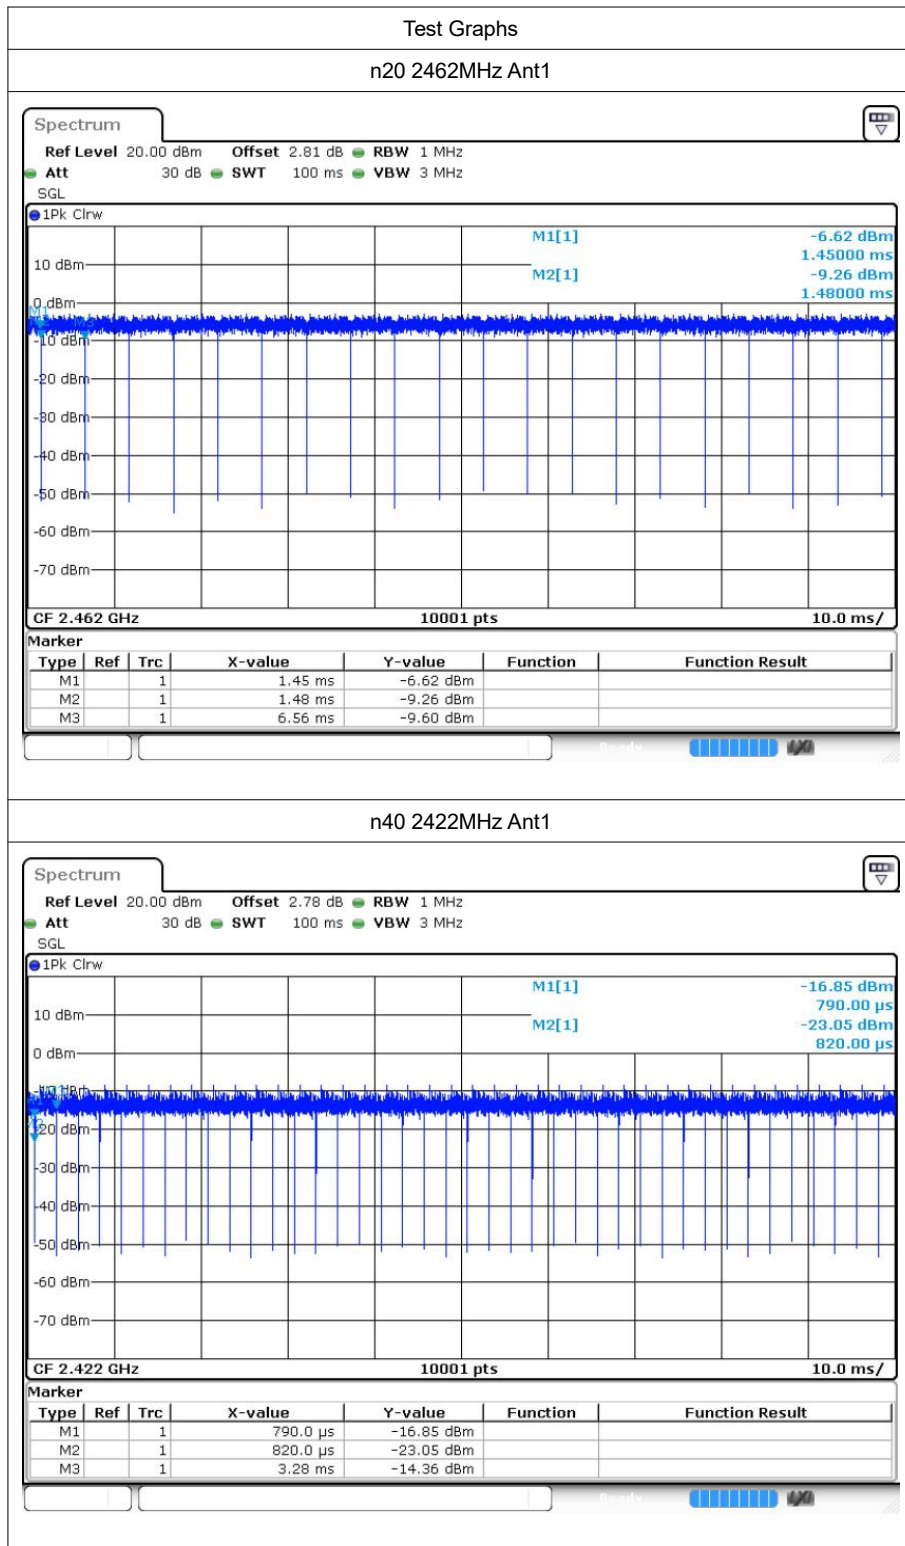 Test Graphs
n20 2462MHz Ant1
Spectrum
Ref Level 20.00 dBm Offset 2.81 dB RBW 1 MHz
Att 30 dB SWT 100 ms VBW 3 MHz
SGL
1Pk Clrw
M1[1] -6.62 dBm
1.45000 ms
10 dBm
M2[1] -9.26 dBm
1.48000 ms
0 dBm
M1
-10 dBm
-20 dBm
-30 dBm
-40 dBm
-50 dBm
-60 dBm
-70 dBm
CF 2.462 GHz 10001 pts 10.0 ms/
Marker
Type Ref Trc X-value Y-value Function Function Result
M1 1 1.45 ms -6.62 dBm
M2 1 1.48 ms -9.26 dBm
M3 1 6.56 ms -9.60 dBm
Ready
n40 2422MHz Ant1
Spectrum
Ref Level 20.00 dBm Offset 2.78 dB RBW 1 MHz
Att 30 dB SWT 100 ms VBW 3 MHz
SGL
1Pk Clrw
M1[1] -16.85 dBm
790.00 µs
10 dBm
M2[1] -23.05 dBm
820.00 µs
0 dBm
-20 dBm
-30 dBm
-40 dBm
-50 dBm
-60 dBm
-70 dBm
CF 2.422 GHz 10001 pts 10.0 ms/
Marker
Type Ref Trc X-value Y-value Function Function Result
M1 1 790.0 µs -16.85 dBm
M2 1 820.0 µs -23.05 dBm
M3 1 3.28 ms -14.36 dBm
Ready